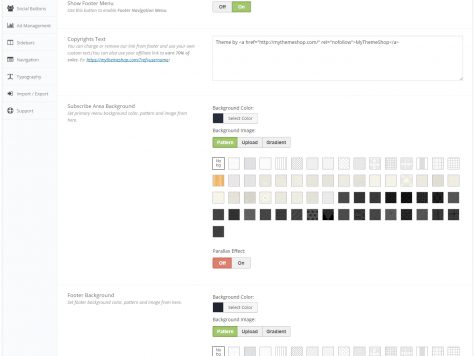 Social Buttons
Ad Management
Sidebars
Navigation
Typography
Import / Export
Support
Show Footer Menu:
Use this button to enable Footer Navigation Menu.
Off On
Copyrights Text
You can change or remove our link from footer and use your own
custom text.(You can also use your affiliate link to earn 70% of
sales. Ex: https://mythemeshop.com/?ref=username)
Theme by <a href="http://mythemeshop.com/" rel="nofollow">MyThemeShop</a>
Subscribe Area Background
Set primary menu background color, pattern and image from
here.
Background Color:
Select Color
Background Image:
Pattern Upload Gradient
No
bg
Parallax Effect:
Off On
Footer Background
Set footer background color, pattern and image from here.
Background Color:
Select Color
Background Image:
Pattern Upload Gradient
No
bg